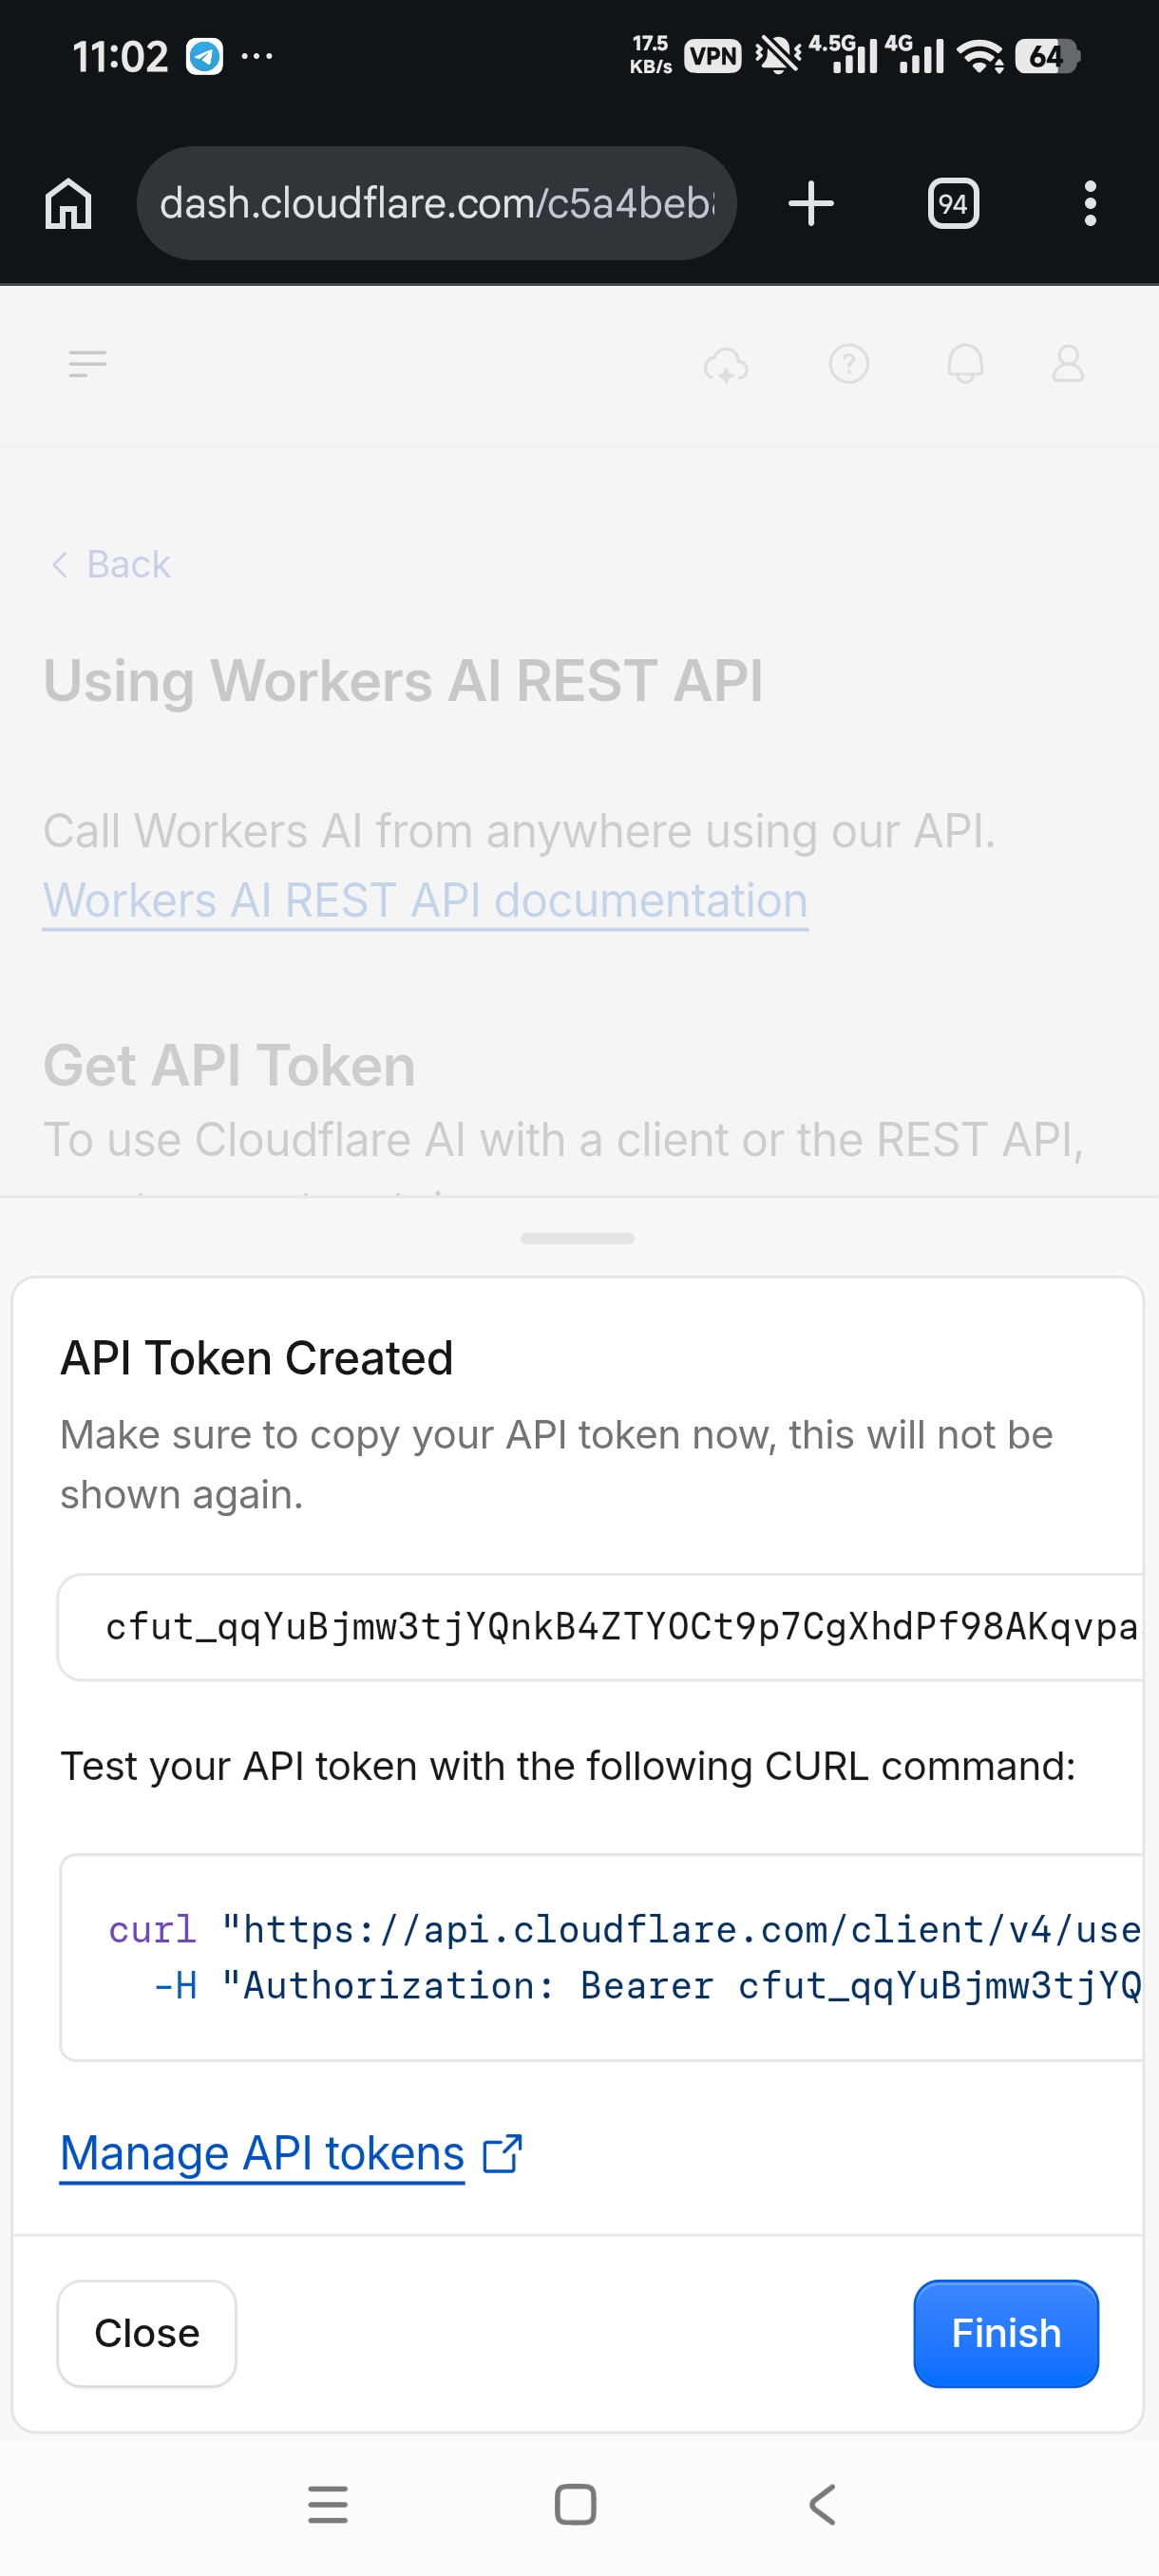 11:02
17.5
KB/s
VPN
4.5G
4G
64
dash.cloudflare.com/c5a4beb
94
Back
Using Workers AI REST API
Call Workers AI from anywhere using our API.
Workers AI REST API documentation
Get API Token
To use Cloudflare AI with a client or the REST API,
API Token Created
Make sure to copy your API token now, this will not be
shown again.
cfut_qqYuBjmw3tjYQnkB4ZTYOCt9p7CgXhdPf98AKqvpa
Test your API token with the following CURL command:
curl "https://api.cloudflare.com/client/v4/use
-H "Authorization: Bearer cfut_qqYuBjmw3tjYQ
Manage API tokens
Close
Finish